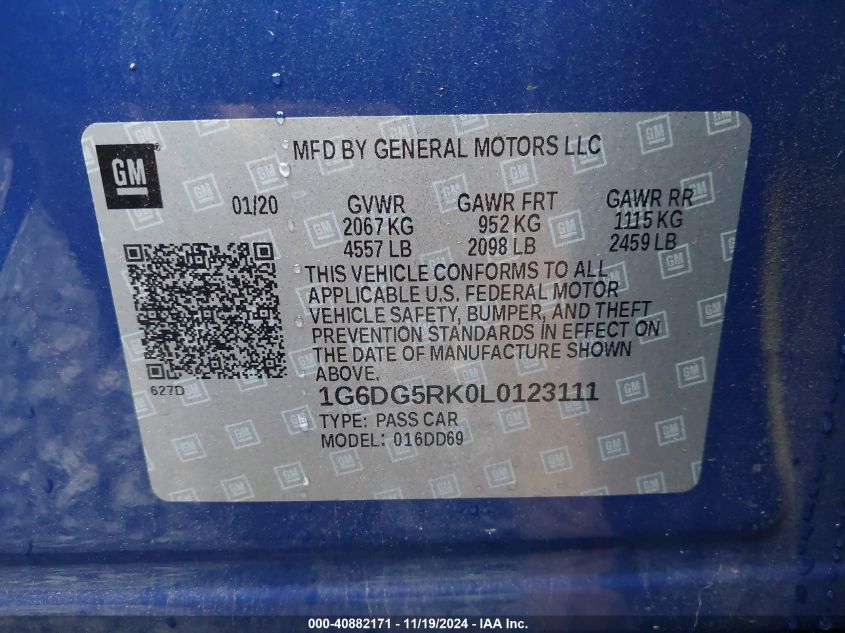 GM
MFD BY GENERAL MOTORS LLC
01/20
GVWR GAWR FRT GAWR RR
2067 KG 952 KG 1115 KG
4557 LB 2098 LB 2459 LB
THIS VEHICLE CONFORMS TO ALL
APPLICABLE U.S. FEDERAL MOTOR
VEHICLE SAFETY, BUMPER, AND THEFT
PREVENTION STANDARDS IN EFFECT ON
THE DATE OF MANUFACTURE SHOWN
ABOVE.
627D
1G6DG5RK0L0123111
TYPE: PASS CAR
MODEL: 016DD69
000-40882171 - 11/19/2024 - IAA, Inc.